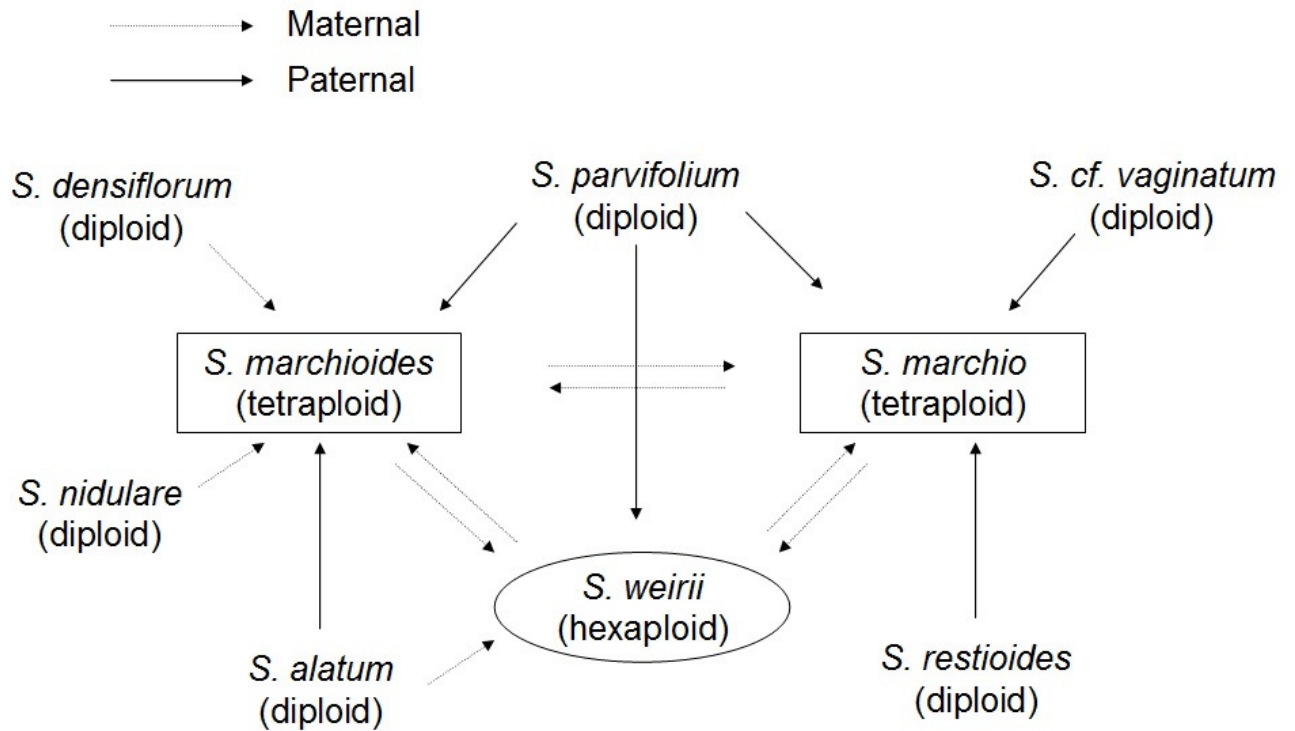 Maternal
Paternal
S. densiflorum
(diploid)
S. parvifolium
(diploid)
S. cf. vaginatum
(diploid)
S. marchioides
(tetraploid)
S. marchio
(tetraploid)
S. nidulare
(diploid)
S. weirii
(hexaploid)
S. alatum
(diploid)
S. restioides
(diploid)